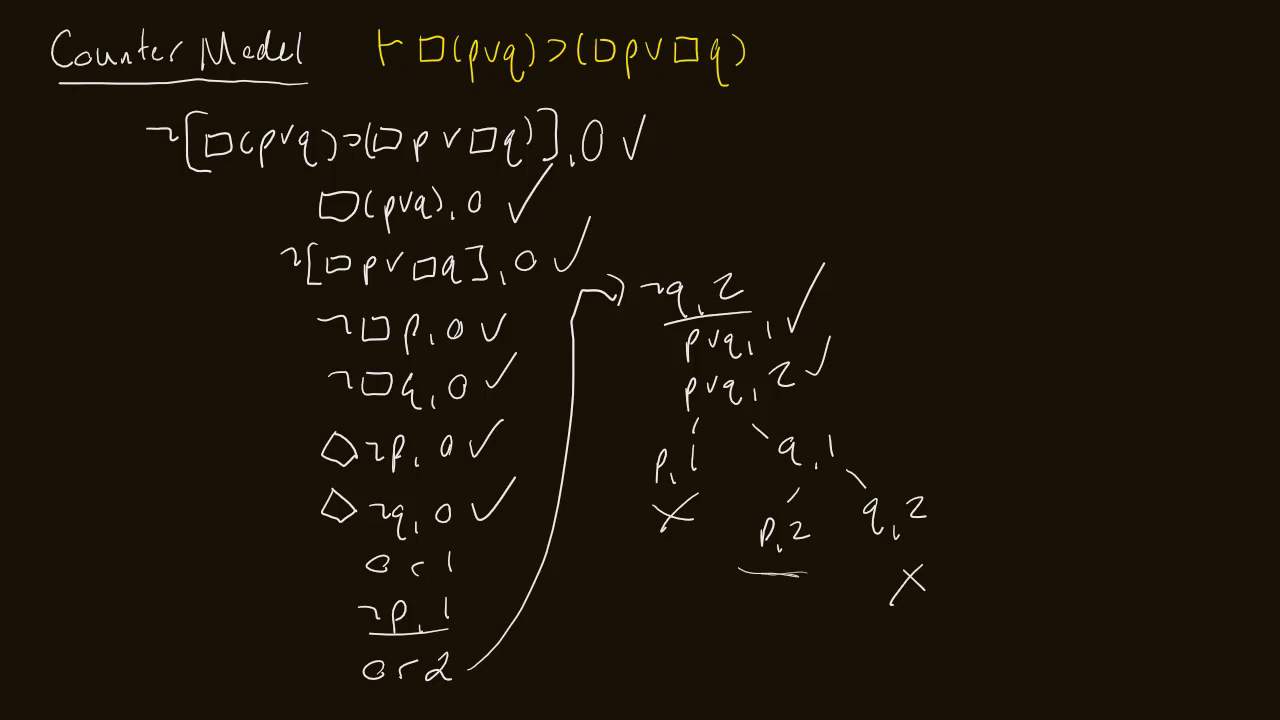 Counter Model ⊢ □(p∨q)⊃(□p∨□q)
¬[□(p∨q)⊃(□p∨□q)],0 ✓
□(p∨q),0 ✓
¬[□p∨□q],0 ✓
¬□p,0 ✓
¬□q,0 ✓
◇¬p,0 ✓
◇¬q,0 ✓
0r1
¬p,1
0r2
¬q,2
p∨q,1 ✓
p∨q,2 ✓
p,1 q,1
X
p,2 q,2
X